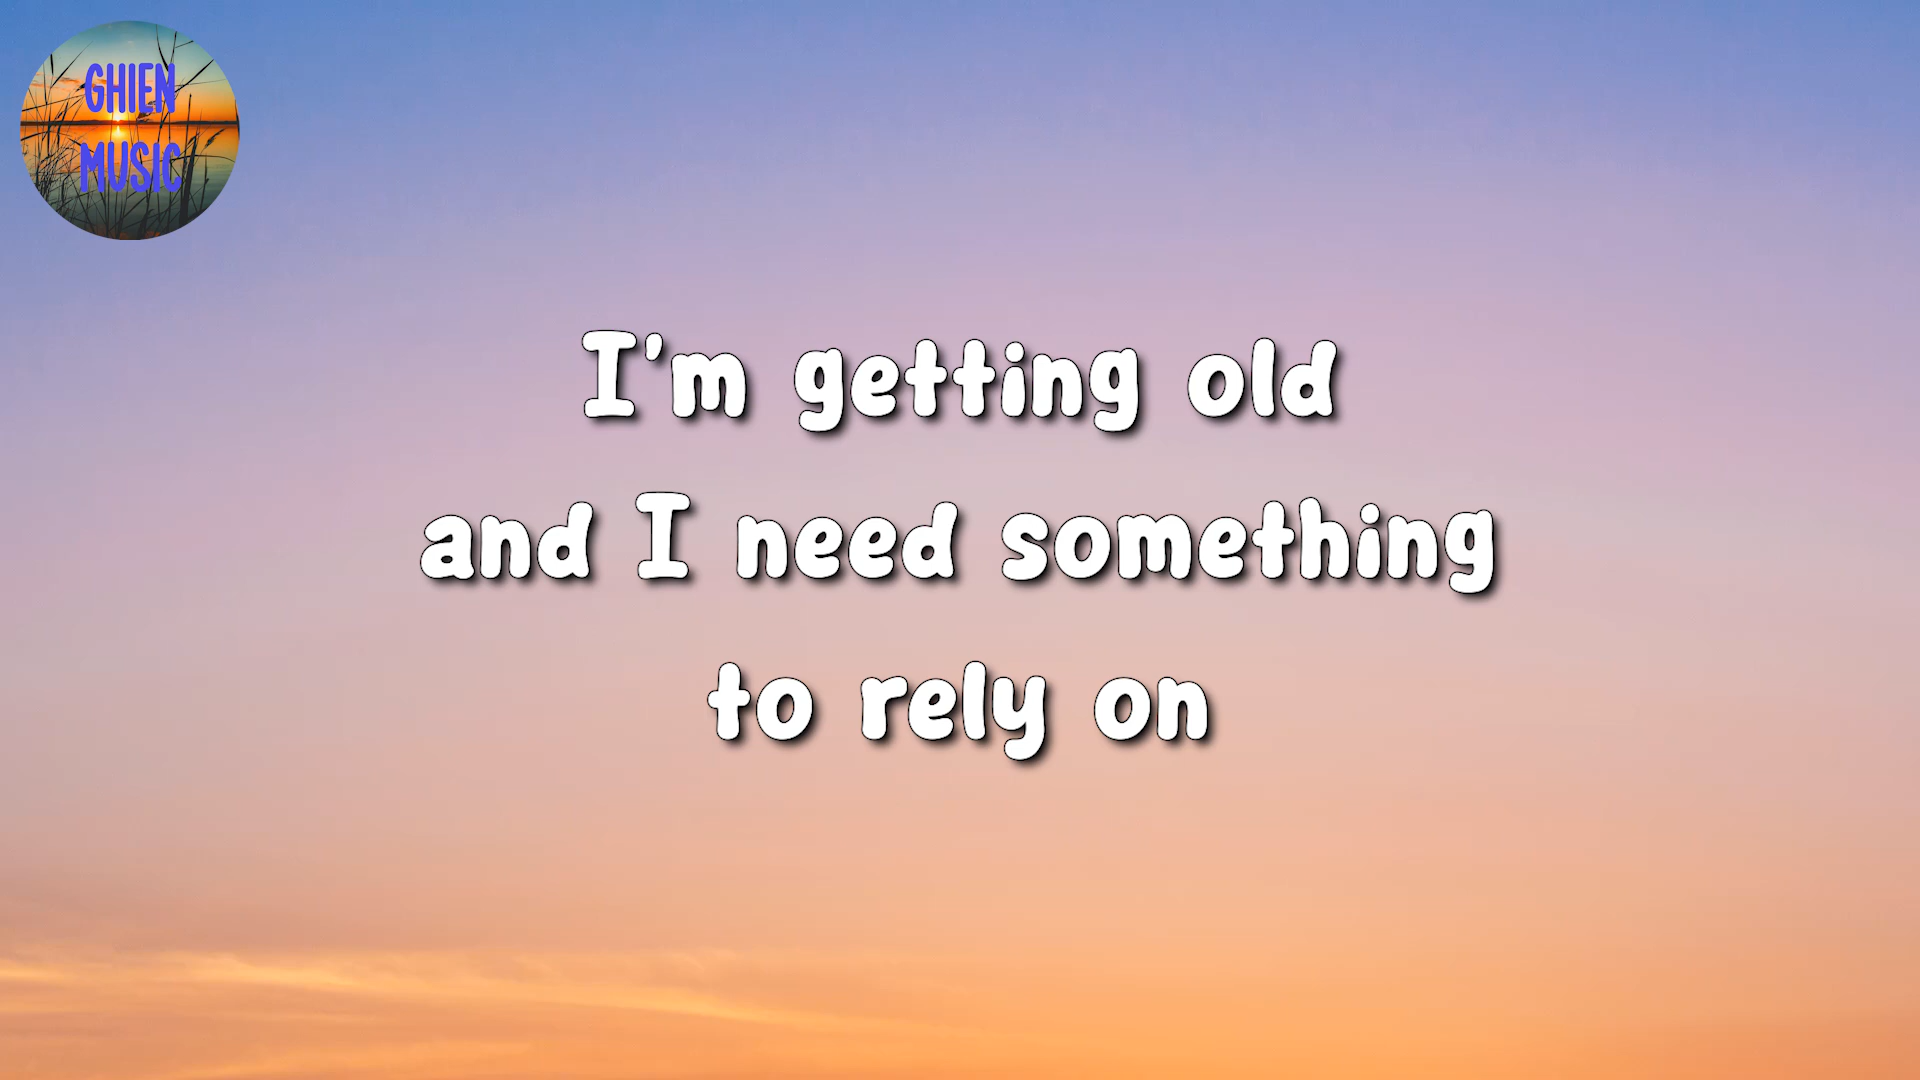 GHIEN
MUSIC
I'm getting old
and I need something
to rely on